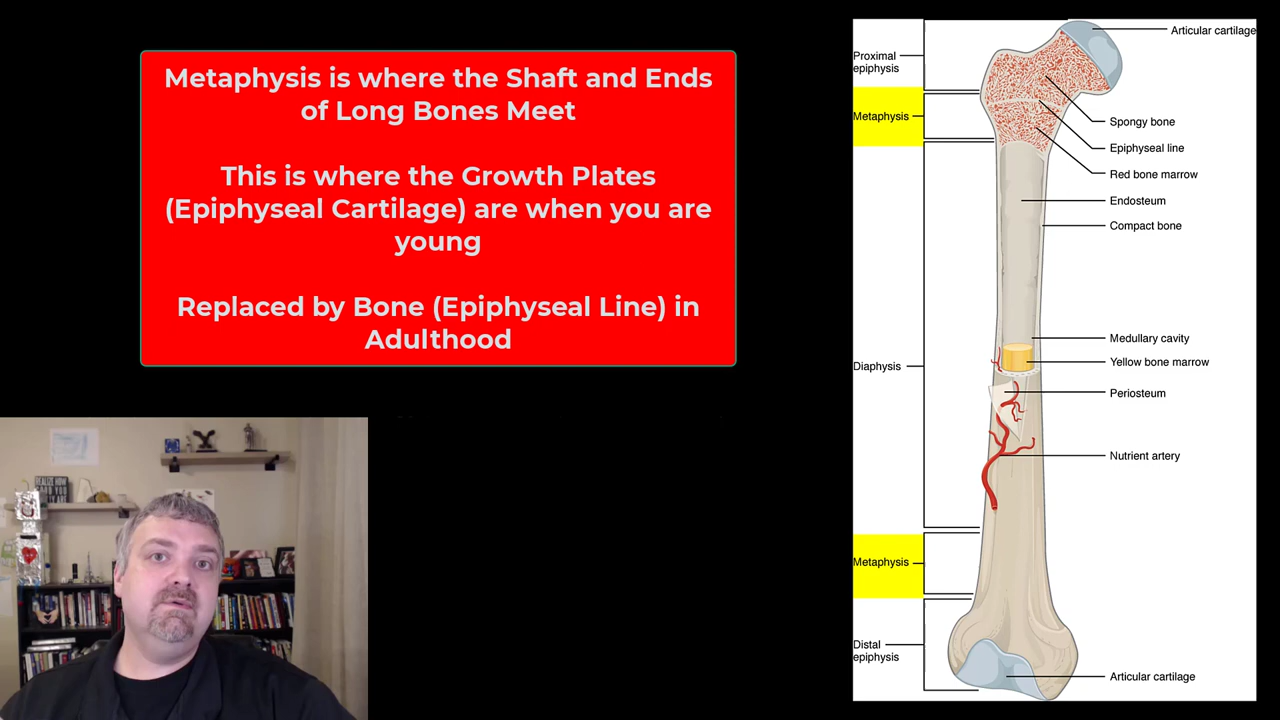 Metaphysis is where the Shaft and Ends
of Long Bones Meet
This is where the Growth Plates
(Epiphyseal Cartilage) are when you are
young
Replaced by Bone (Epiphyseal Line) in
Adulthood
Articular cartilage
Proximal
epiphysis
Metaphysis
Spongy bone
Epiphyseal line
Red bone marrow
Endosteum
Compact bone
Medullary cavity
Yellow bone marrow
Diaphysis
Periosteum
Nutrient artery
Metaphysis
Distal
epiphysis
Articular cartilage